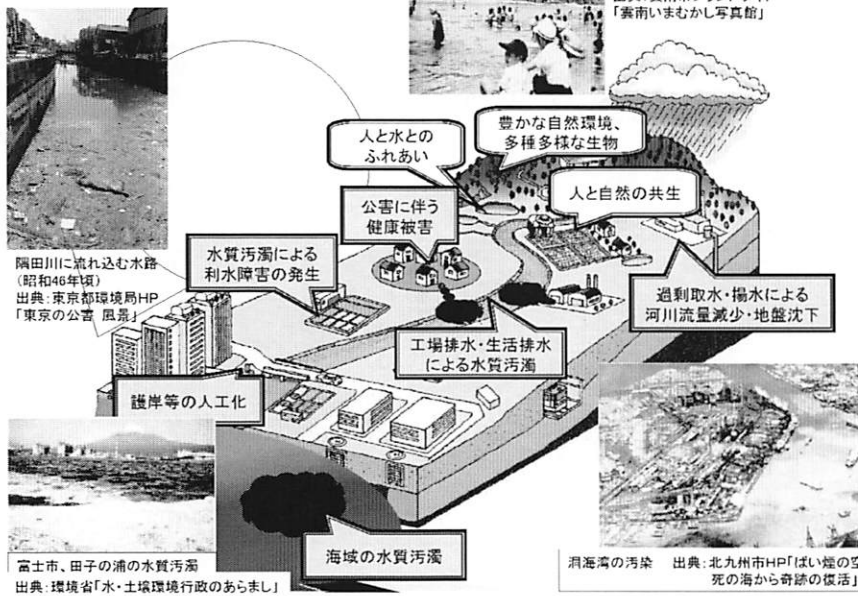 「雲南いまむかし写真館」
人と水との
ふれあい
豊かな自然環境、
多種多様な生物
人と自然の共生
公害に伴う
健康被害
水質汚濁による
利水障害の発生
隅田川に流れ込む水路
(昭和46年頃)
出典:東京都環境局HP
「東京の公害 風景」
過剰取水・揚水による
河川流量減少・地盤沈下
工場排水・生活排水
による水質汚濁
護岸等の人工化
海域の水質汚濁
富士市、田子の浦の水質汚濁
出典:環境省「水・土壌環境行政のあらまし」
洞海湾の汚染 出典:北九州市HP「ばい煙の空、
死の海から奇跡の復活」